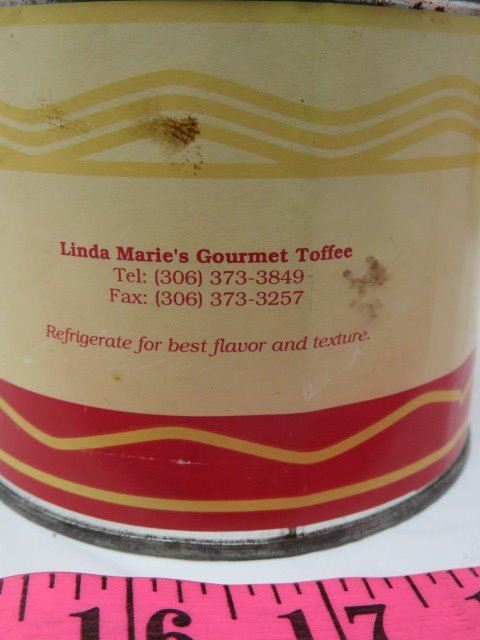 Linda Marie's Gourmet Toffee
Tel: (306) 373-3849
Fax: (306) 373-3257
Refrigerate for best flavor and texture.
16 17